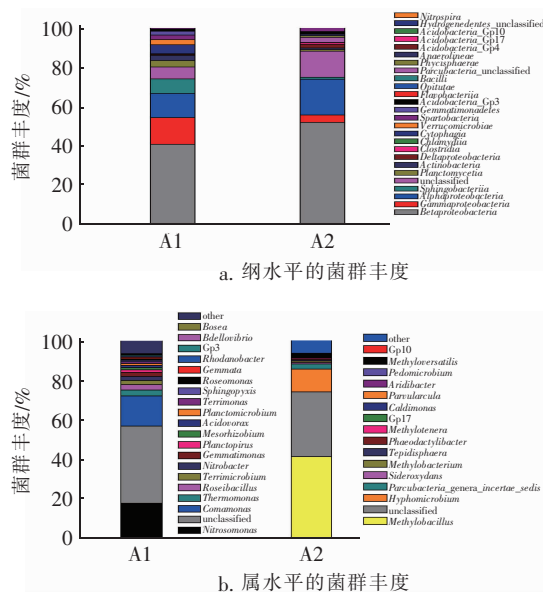 菌群丰度/%
100
80
60
40
20
0
A1
A2
Nitrospira
Hydrogenedentes_unclassified
Acidobacteria_Gp10
Acidobacteria_Gp17
Acidobacteria_Gp4
Anaerolineae
Phycisphaerae
Parcubacteria_unclassified
Bacilli
Opitutae
Flavobacteriia
Acidobacteria_Gp3
Gemmatimonadetes
Spartobacteria
Verrucomicrobiae
Cytophagia
Chlamydiia
Clostridia
Deltaproteobacteria
Actinobacteria
Planctomycetia
unclassified
Sphingobacteriia
Alphaproteobacteria
Gammaproteobacteria
Betaproteobacteria
a. 纲水平的菌群丰度
菌群丰度/%
100
80
60
40
20
0
A1
other
Bosea
Bdellovibrio
Gp3
Rhodanobacter
Gemmata
Roseomonas
Sphingopyxis
Terrimonas
Planctomicrobium
Acidovorax
Mesorhizobium
Planctopirus
Gemmatimonas
Nitrobacter
Terrimicrobium
Roseibacillus
Thermomonas
Comamonas
unclassified
Nitrosomonas
A2
other
Gp10
Methyloversatilis
Pedomicrobium
Aridibacter
Parvularcula
Caldimonas
Gp17
Methylotenera
Phaeodactylibacter
Tepidisphaera
Methylobacterium
Sideroxydans
Parcubacteria_genera_incertae_sedis
Hyphomicrobium
unclassified
Methylobacillus
b. 属水平的菌群丰度